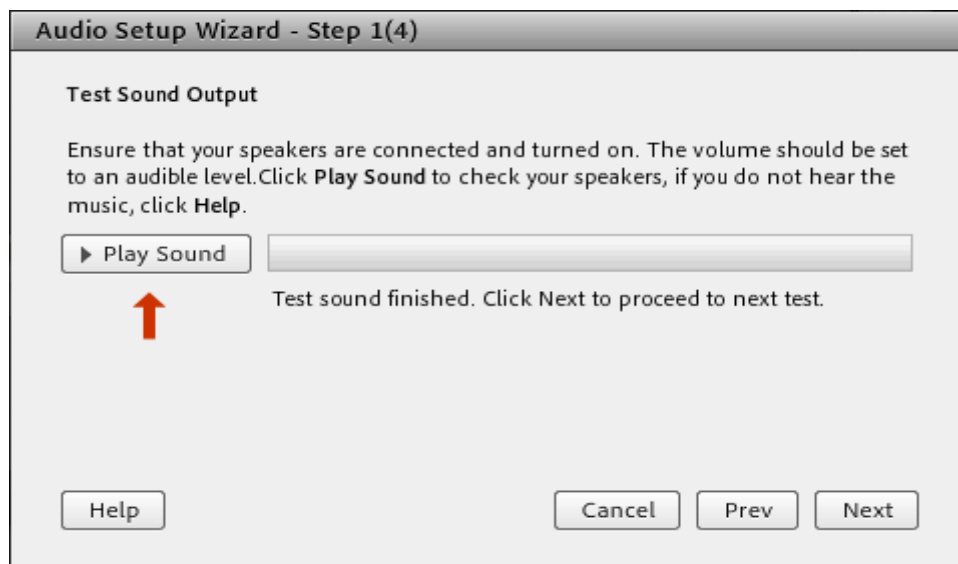 Audio Setup Wizard - Step 1(4)
Test Sound Output
Ensure that your speakers are connected and turned on. The volume should be set
to an audible level.Click Play Sound to check your speakers, if you do not hear the
music, click Help.
Play Sound
Test sound finished. Click Next to proceed to next test.
Help Cancel Prev Next